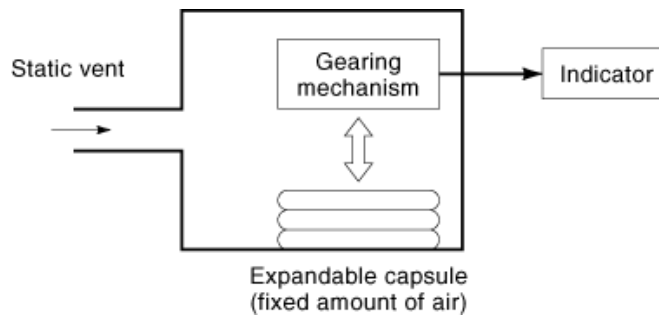 Static vent
Gearing
mechanism
Indicator
Expandable capsule
(fixed amount of air)